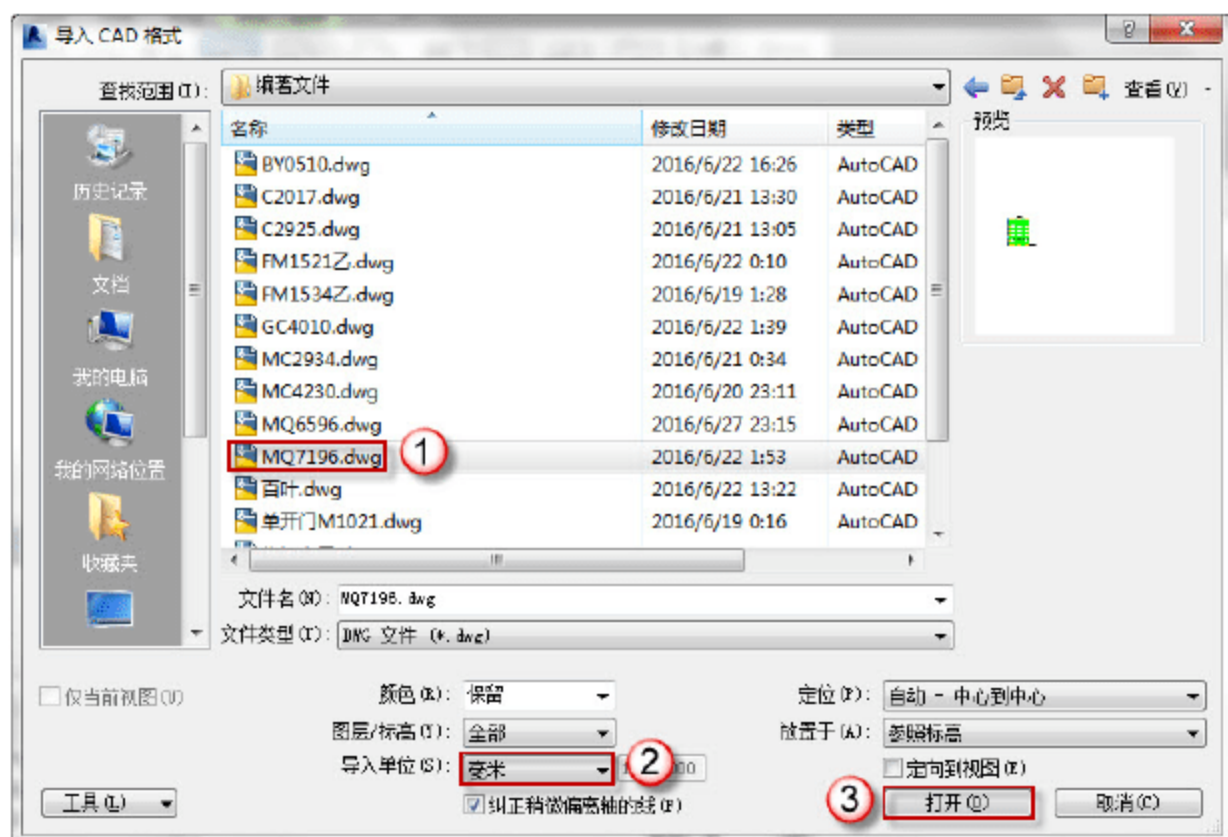 导入 CAD 格式
查找范围(I): 编著文件 查看(V)
名称 修改日期 类型 预览
BY0510.dwg 2016/6/22 16:26 AutoCAD
历史记录
C2017.dwg 2016/6/21 13:30 AutoCAD
C2925.dwg 2016/6/21 13:05 AutoCAD
FM1521乙.dwg 2016/6/22 0:10 AutoCAD
文档
FM1534乙.dwg 2016/6/19 1:28 AutoCAD
GC4010.dwg 2016/6/22 1:39 AutoCAD
MC2934.dwg 2016/6/21 0:34 AutoCAD
我的电脑
MC4230.dwg 2016/6/20 23:11 AutoCAD
MQ6596.dwg 2016/6/27 23:15 AutoCAD
MQ7196.dwg 1 2016/6/22 1:53 AutoCAD
我的网络位置
百叶.dwg 2016/6/22 13:22 AutoCAD
单开门M1021.dwg 2016/6/19 0:16 AutoCAD
收藏夹
文件名(N): MQ7196.dwg
文件类型(T): DWG 文件 (*.dwg)
仅当前视图(U) 颜色(R): 保留 定位(P): 自动 - 中心到中心
图层/标高(Y): 全部 放置于(A): 参照标高
导入单位(S): 毫米 2 定向到视图(E)
工具(L) 纠正稍微偏离轴的线(F) 3 打开(O) 取消(C)